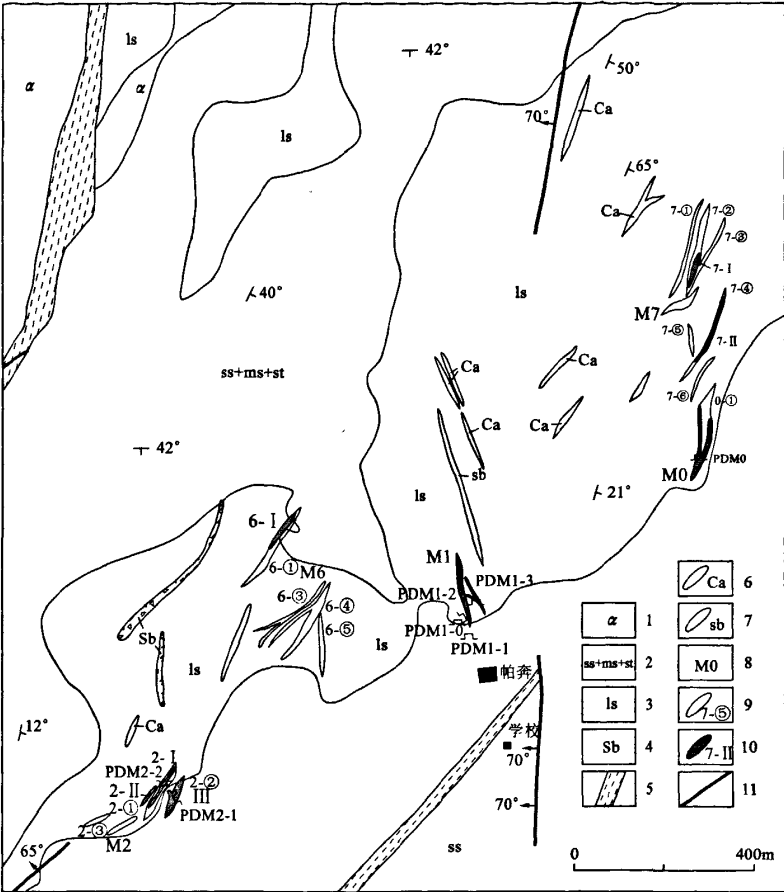 ls
42°
α
α
50°
70°
Ca
ls
65°
Ca
7-①
7-②
7-③
7-Ⅰ
40°
ls
7-④
M7
7-⑤
ss+ms+st
7-Ⅱ
Ca
Ca
7-⑥
0-①
Ca
Ca
42°
PDM0
sb
M0
ls
21°
6-Ⅰ
M1
6-①
M6
PDM1-3
6-③
PDM1-2
6-④
PDM1-0
6-⑤
Sb
ls
PDM1-1
ls
帕奔
12°
Ca
学校
70°
2-Ⅰ
PDM2-2
2-②
2-Ⅱ
Ⅲ
2-①
PDM2-1
70°
2-③
M2
65°
ss
α 1
ss+ms+st 2
ls 3
Sb 4
5
Ca 6
sb 7
M0 8
7-⑤ 9
7-Ⅱ 10
11
0 400m